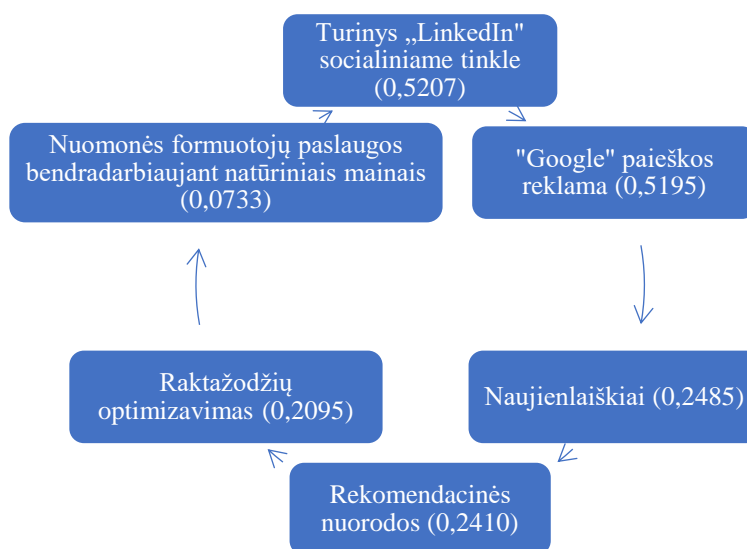 Turinys „LinkedIn"
socialiniame tinkle
(0,5207)
"Google" paieškos
reklama (0,5195)
Naujienlaiškiai (0,2485)
Rekomendacinės
nuorodos (0,2410)
Raktažodžių
optimizavimas (0,2095)
Nuomonės formuotojų paslaugos
bendradarbiaujant natūriniais mainais
(0,0733)